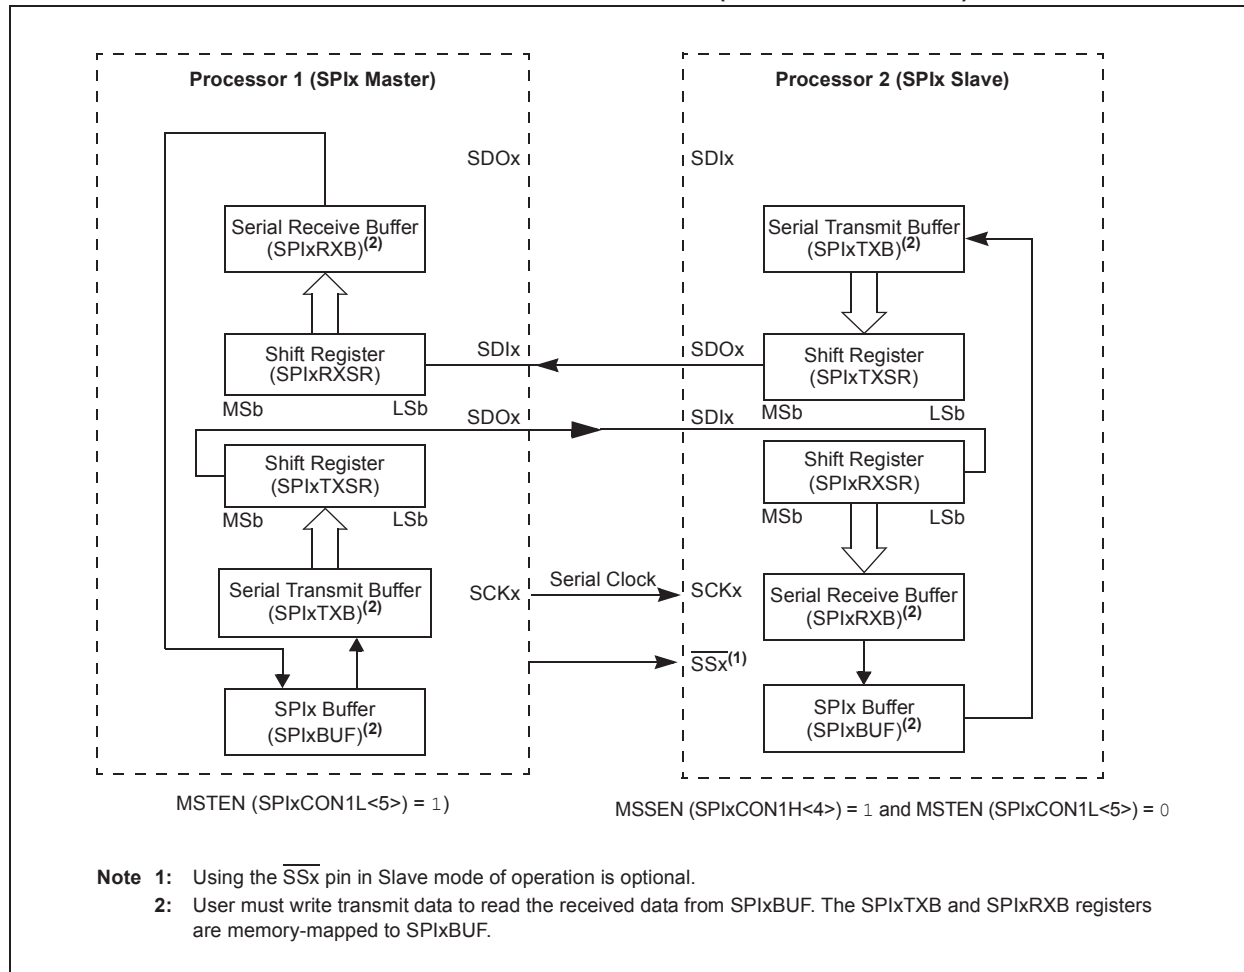 Processor 1 (SPIx Master)
Processor 2 (SPIx Slave)
SDOx
SDIx
Serial Receive Buffer
(SPIxRXB)(2)
Serial Transmit Buffer
(SPIxTXB)(2)
Shift Register
(SPIxRXSR)
SDIx
SDOx
Shift Register
(SPIxTXSR)
MSb
LSb
MSb
LSb
SDOx
SDIx
Shift Register
(SPIxTXSR)
Shift Register
(SPIxRXSR)
MSb
LSb
MSb
LSb
Serial Transmit Buffer
(SPIxTXB)(2)
SCKx
Serial Clock
SCKx
Serial Receive Buffer
(SPIxRXB)(2)
SSx(1)
SPIx Buffer
(SPIxBUF)(2)
SPIx Buffer
(SPIxBUF)(2)
MSTEN (SPIxCON1L<5>) = 1)
MSSEN (SPIxCON1H<4>) = 1 and MSTEN (SPIxCON1L<5>) = 0
Note 1: Using the SSx pin in Slave mode of operation is optional.
2: User must write transmit data to read the received data from SPIxBUF. The SPIxTXB and SPIxRXB registers
are memory-mapped to SPIxBUF.